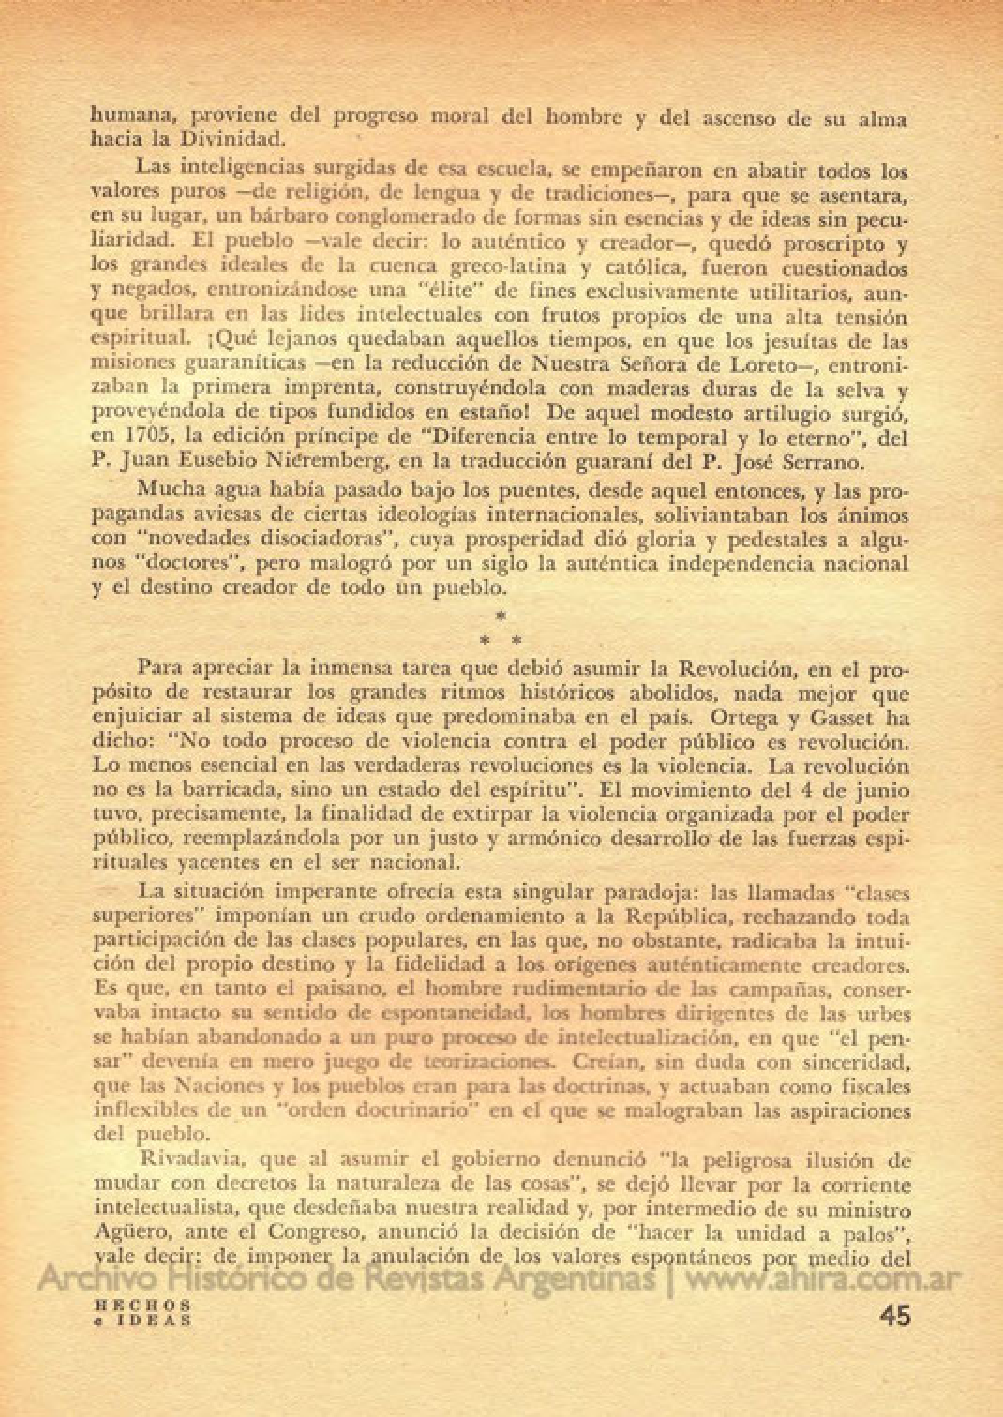 humana, proviene del progreso moral del hombre y del ascenso de su alma
hacia la Divinidad.
Las inteligencias surgidas de esa escuela, se empeñaron en abatir todos los
valores puros —de religión, de lengua y de tradiciones—, para que se asentara,
en su lugar, un bárbaro conglomerado de formas sin esencias y de ideas sin pecu-
liaridad. El pueblo —vale decir: lo auténtico y creador—, quedó proscripto y
los grandes ideales de la cuenca greco-latina y católica, fueron cuestionados
y negados, entronizándose una "élite" de fines exclusivamente utilitarios, aun-
que brillara en las lides intelectuales con frutos propios de una alta tensión
espiritual. ¡Qué lejanos quedaban aquellos tiempos, en que los jesuítas de las
misiones guaraníticas —en la reducción de Nuestra Señora de Loreto—, entroni-
zaban la primera imprenta, construyéndola con maderas duras de la selva y
proveyéndola de tipos fundidos en estaño! De aquel modesto artilugio surgió,
en 1705, la edición príncipe de "Diferencia entre lo temporal y lo eterno", del
P. Juan Eusebio Nieremberg, en la traducción guaraní del P. José Serrano.
Mucha agua había pasado bajo los puentes, desde aquel entonces, y las pro-
pagandas aviesas de ciertas ideologías internacionales, soliviantaban los ánimos
con "novedades disociadoras", cuya prosperidad dió gloria y pedestales a algu-
nos "doctores", pero malogró por un siglo la auténtica independencia nacional
y el destino creador de todo un pueblo.
*
* *
Para apreciar la inmensa tarea que debió asumir la Revolución, en el pro-
pósito de restaurar los grandes ritmos históricos abolidos, nada mejor que
enjuiciar al sistema de ideas que predominaba en el país. Ortega y Gasset ha
dicho: "No todo proceso de violencia contra el poder público es revolución.
Lo menos esencial en las verdaderas revoluciones es la violencia. La revolución
no es la barricada, sino un estado del espíritu". El movimiento del 4 de junio
tuvo, precisamente, la finalidad de extirpar la violencia organizada por el poder
público, reemplazándola por un justo y armónico desarrollo de las fuerzas espi-
rituales yacentes en el ser nacional.
La situación imperante ofrecía esta singular paradoja: las llamadas "clases
superiores" imponían un crudo ordenamiento a la República, rechazando toda
participación de las clases populares, en las que, no obstante, radicaba la intui-
ción del propio destino y la fidelidad a los orígenes auténticamente creadores.
Es que, en tanto el paisano, el hombre rudimentario de las campañas, conser-
vaba intacto su sentido de espontaneidad, los hombres dirigentes de las urbes
se habían abandonado a un puro proceso de intelectualización, en que "el pen-
sar" devenía en mero juego de teorizaciones. Creían, sin duda con sinceridad,
que las Naciones y los pueblos eran para las doctrinas, y actuaban como fiscales
inflexibles de un "orden doctrinario" en el que se malograban las aspiraciones
del pueblo.
Rivadavia, que al asumir el gobierno denunció "la peligrosa ilusión de
mudar con decretos la naturaleza de las cosas", se dejó llevar por la corriente
intelectualista, que desdeñaba nuestra realidad y, por intermedio de su ministro
Agüero, ante el Congreso, anunció la decisión de "hacer la unidad a palos",
vale decir: de imponer la anulación de los valores espontáneos por medio del
Archivo Histórico de Revistas Argentinas | www.ahira.com.ar
HECHOS
e IDEAS
45